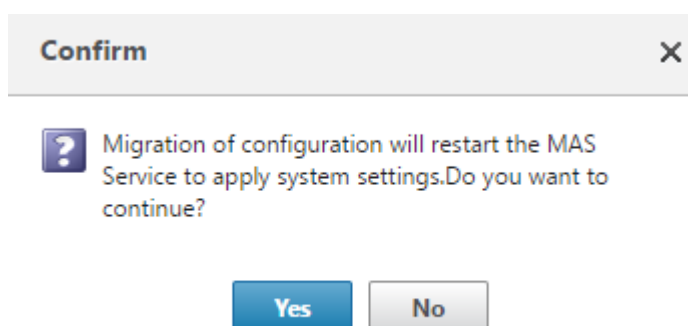 Confirm
Migration of configuration will restart the MAS
Service to apply system settings.Do you want to
continue?
Yes
No